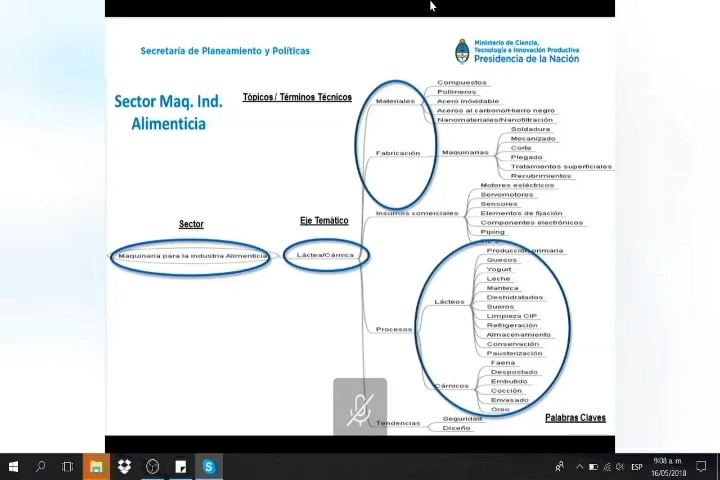 Secretaría de Planeamiento y Políticas
Ministerio de Ciencia,
Tecnología e Innovación Productiva
Presidencia de la Nación
Sector Maq. Ind.
Alimenticia
Tópicos / Términos Técnicos
Sector
Eje Temático
Maquinaria para la industria Alimenticia
Láctea/Cárnica
Materiales
Compuestos
Polímeros
Acero inóxidable
Aceros al carbono/Hierro negro
Nanomateriales/Nanofiltración
Fabricación
Maquinarias
Soldadura
Mecanizado
Corte
Plegado
Tratamientos superficiales
Recubrimientos
Insumos comerciales
Motores esléctricos
Servomotores
Sensores
Elementos de fijación
Componentes electrónicos
Piping
Procesos
Lácteos
Producción primaria
Quesos
Yogurt
Leche
Manteca
Deshidratados
Sueros
Limpieza CIP
Refrigeración
Almacenamiento
Conservación
Pausterización
Cárnicos
Faena
Despostado
Embutido
Cocción
Envasado
Oreo
Tendencias
Seguridad
Diseño
Palabras Claves
ESP
9:08 a. m.
16/05/2018